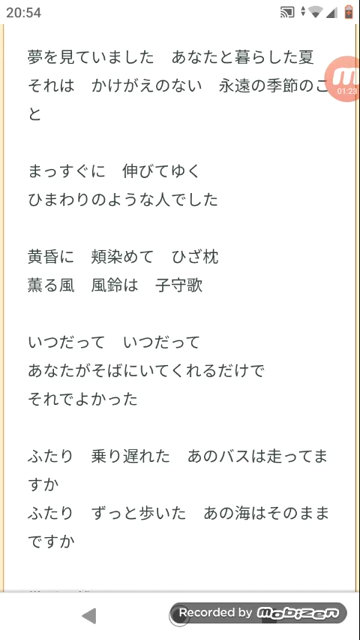 20:54
夢を見ていました　あなたと暮らした夏
それは　かけがえのない　永遠の季節のこ
と
01:23
まっすぐに　伸びてゆく
ひまわりのような人でした
黄昏に　頬染めて　ひざ枕
薫る風　風鈴は　子守歌
いつだって　いつだって
あなたがそばにいてくれるだけで
それでよかった
ふたり　乗り遅れた　あのバスは走ってま
すか
ふたり　ずっと歩いた　あの海はそのまま
ですか
Recorded by mobizen